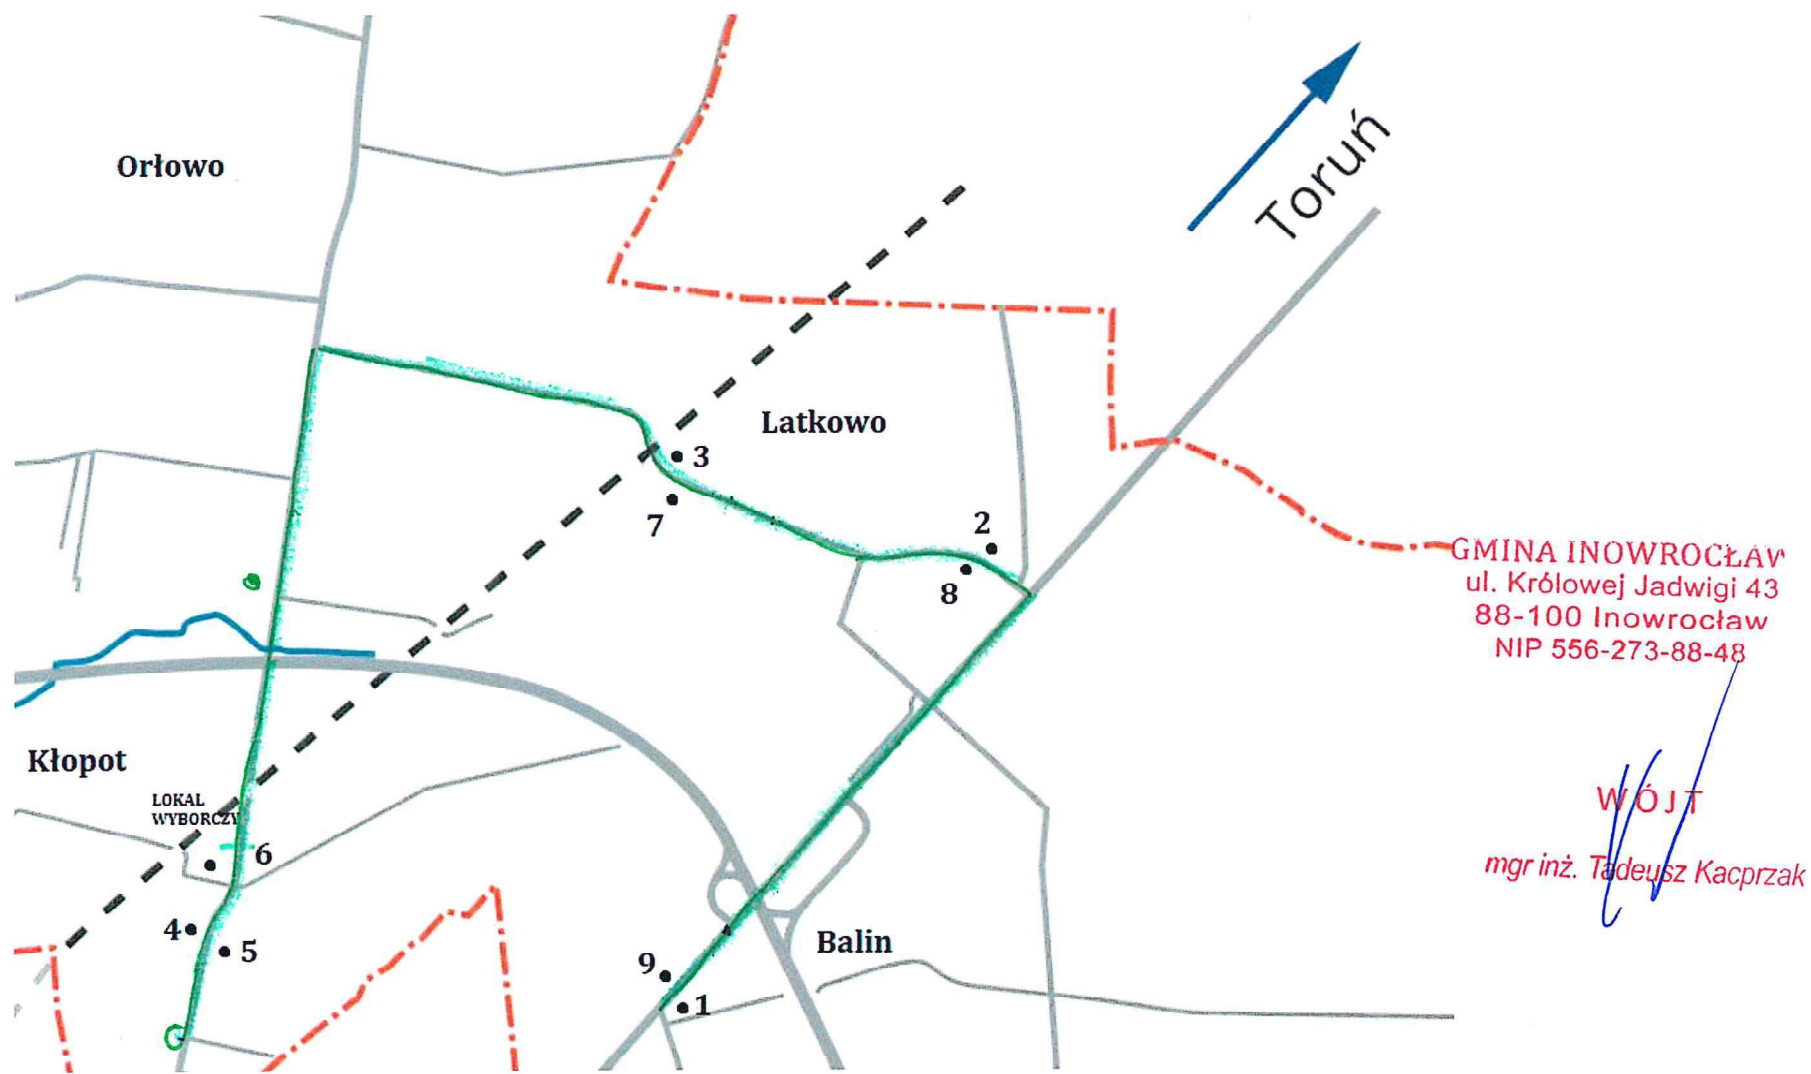 Orłowo
Toruń
Latkowo
3
7
2
8
GMINA INOWROCŁAW
ul. Królowej Jadwigi 43
88-100 Inowrocław
NIP 556-273-88-48
Kłopot
LOKAL
WYBORCZY
6
WÓJT
mgr inż. Tadeusz Kacprzak
4
5
Balin
9
1